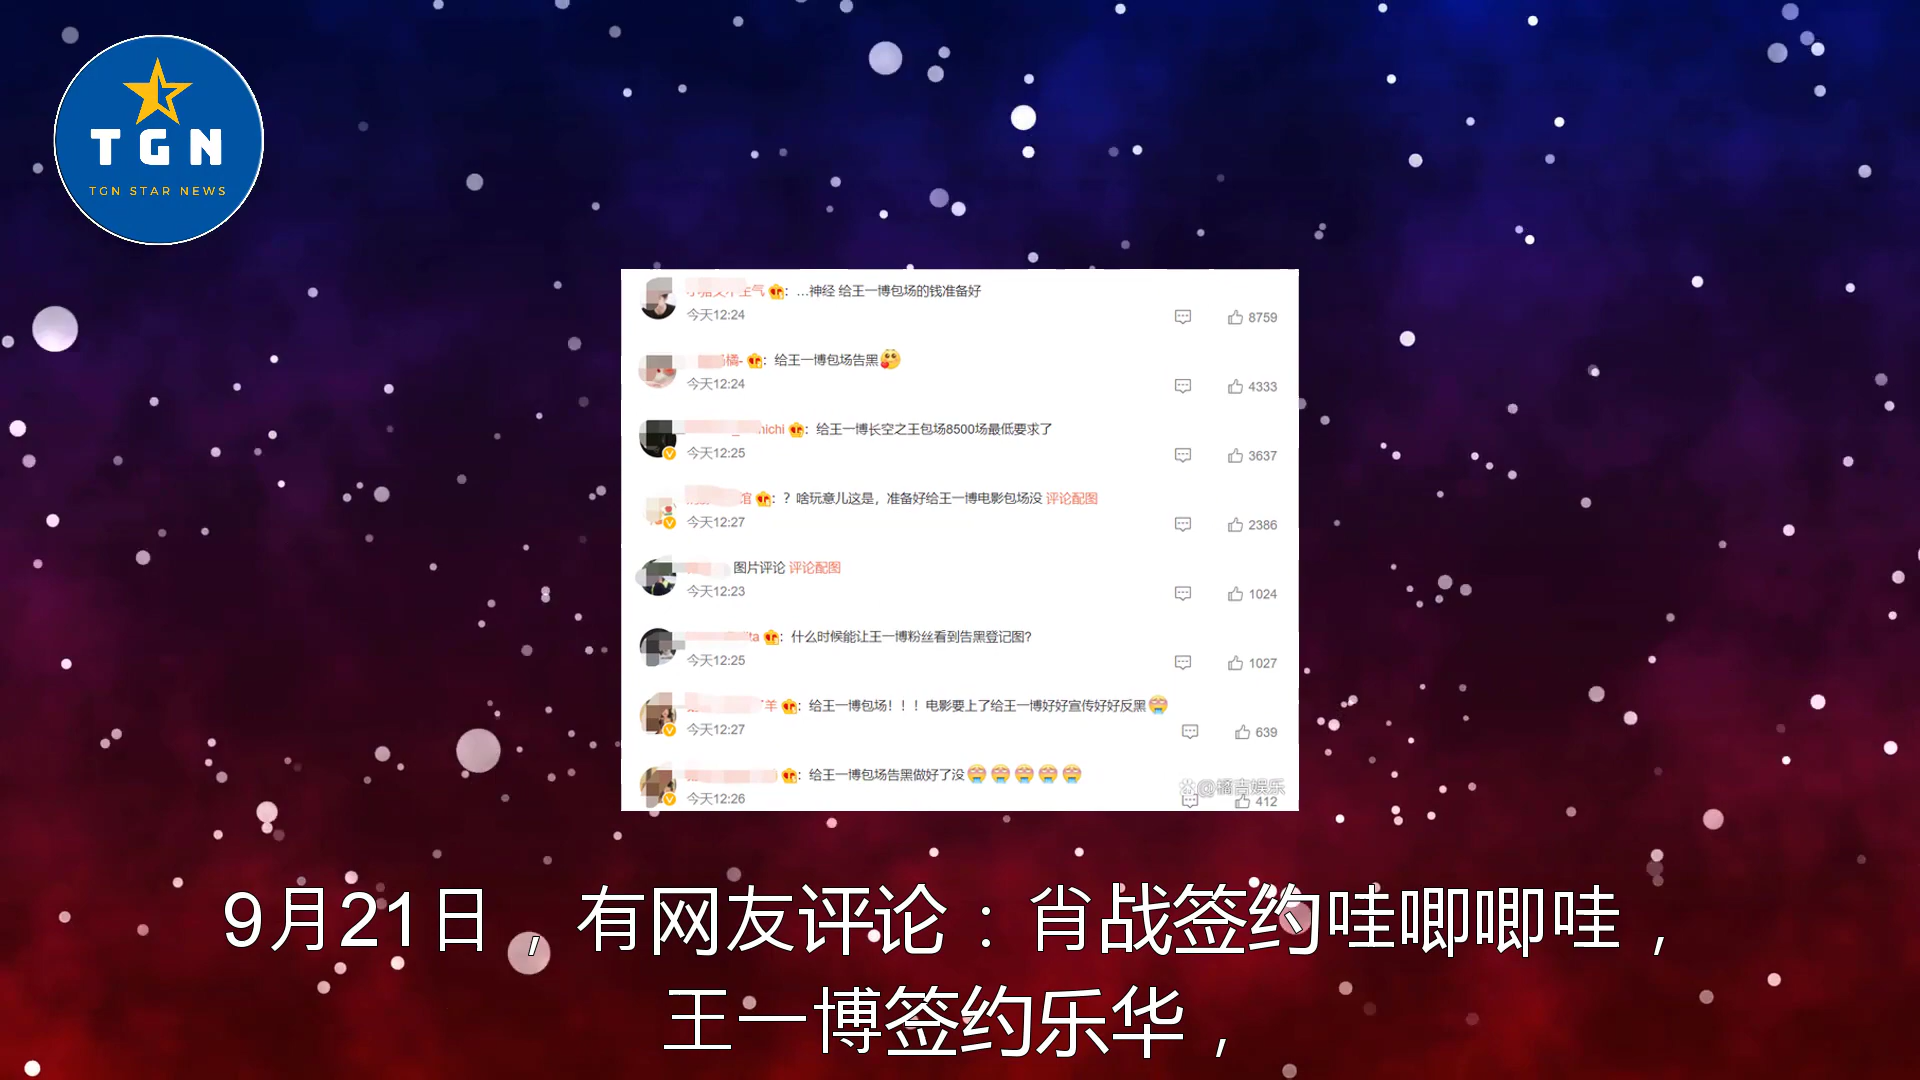 TGN
TGN STAR NEWS
：…神经 给王一博包场的钱准备好
今天12:24
8759
橘-：给王一博包场告黑
今天12:24
4333
nichi：给王一博长空之王包场8500场最低要求了
今天12:25
3637
馆：？啥玩意儿这是，准备好给王一博电影包场没 评论配图
今天12:27
2386
图片评论 评论配图
今天12:23
1024
ta：什么时候能让王一博粉丝看到告黑登记图?
今天12:25
1027
羊：给王一博包场！！！电影要上了给王一博好好宣传好好反黑
今天12:27
639
：给王一博包场告黑做好了没
今天12:26
@橘吉娱乐
412
9月21日，有网友评论：肖战签约哇唧唧哇，
王一博签约乐华，